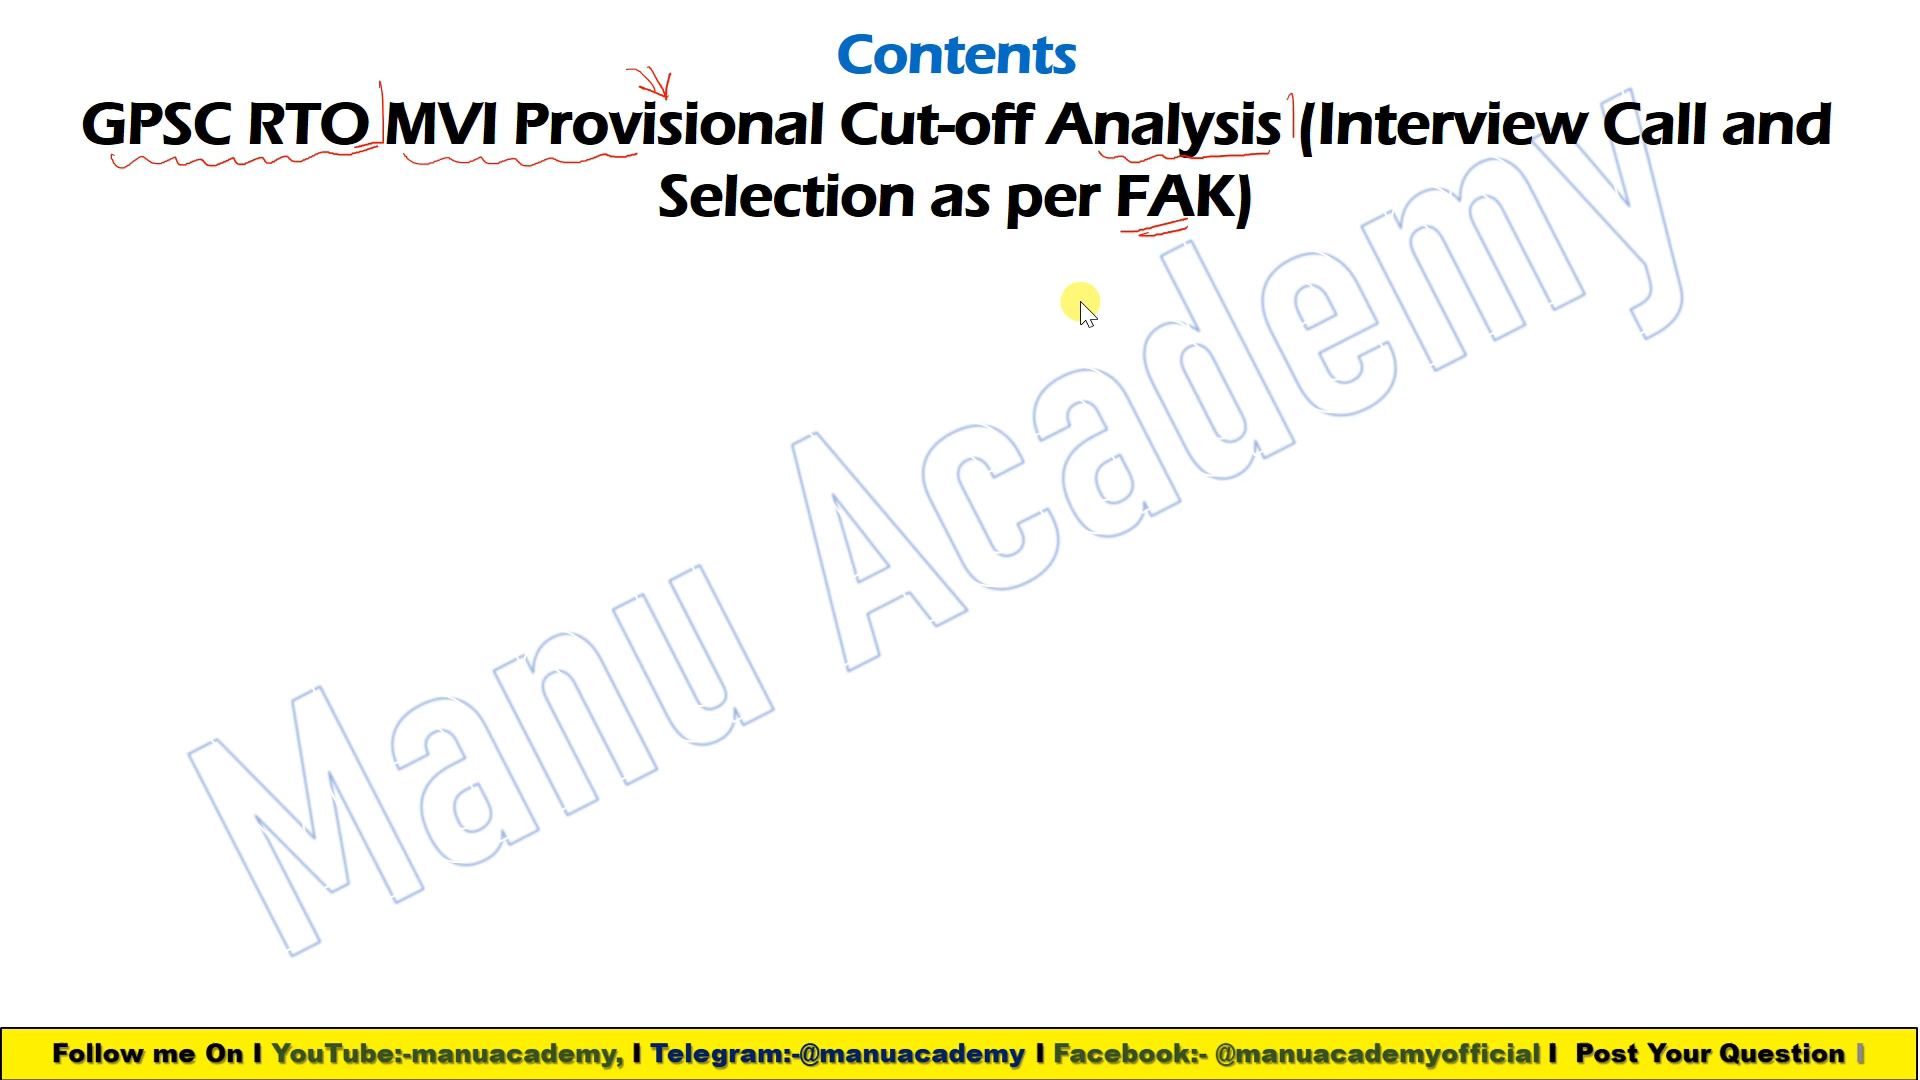 Contents
GPSC RTO MVI Provisional Cut-off Analysis (Interview Call and
Selection as per FAK)
Manu Academy
Follow me On I YouTube:-manuacademy, I Telegram:-@manuacademy I Facebook:- @manuacademyofficial I Post Your Question I